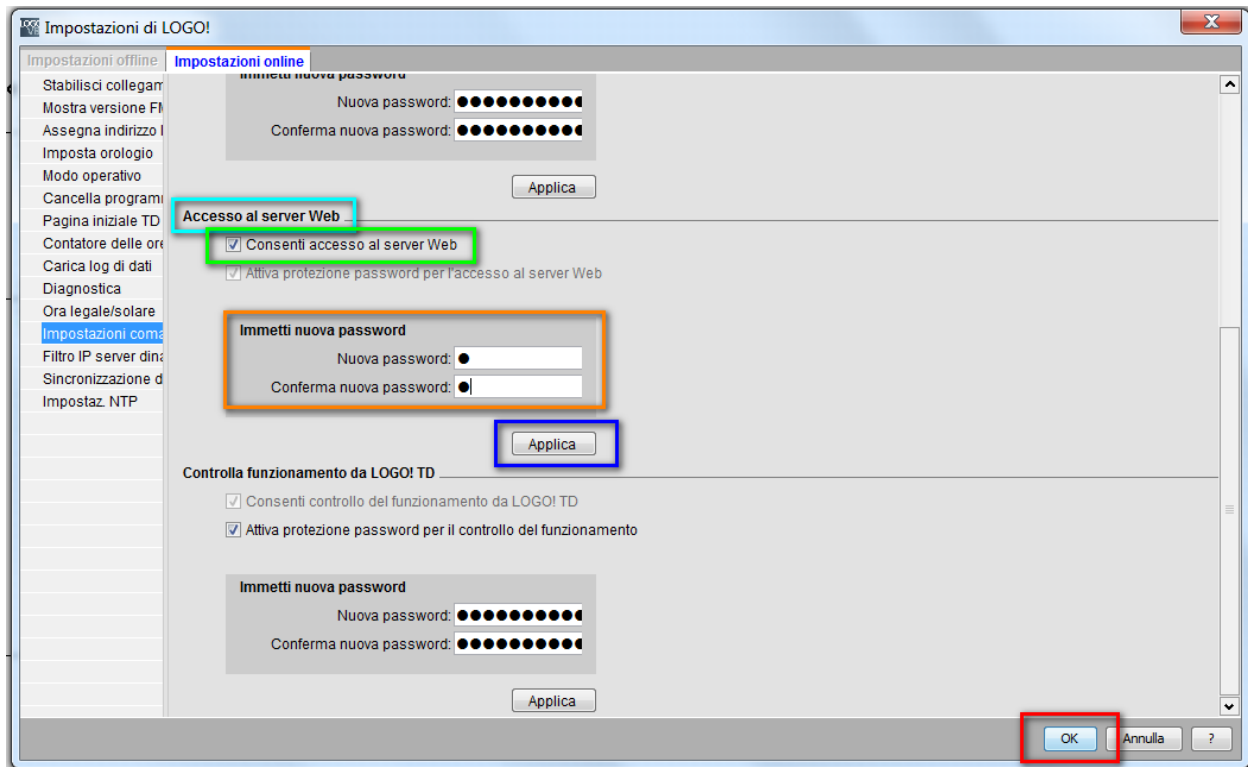 Impostazioni di LOGO!
Impostazioni offline
Impostazioni online
Stabilisci collegam
Mostra versione
Assegna indirizzo
Imposta orologio
Modo operativo
Cancella program
Pagina iniziale TD
Contatore delle ore
Carica log di dati
Diagnostica
Ora legale/solare
Impostazioni coma
Filtro IP server dina
Sincronizzazione d
Impostaz. NTP
Immetti nuova password
Nuova password:
Conferma nuova password:
Applica
Accesso al server Web
Consenti accesso al server Web
Attiva protezione password per l'accesso al server Web
Immetti nuova password
Nuova password:
Conferma nuova password:
Applica
Controlla funzionamento da LOGO! TD
Consenti controllo del funzionamento da LOGO! TD
Attiva protezione password per il controllo del funzionamento
Immetti nuova password
Nuova password:
Conferma nuova password:
Applica
OK Annulla ?